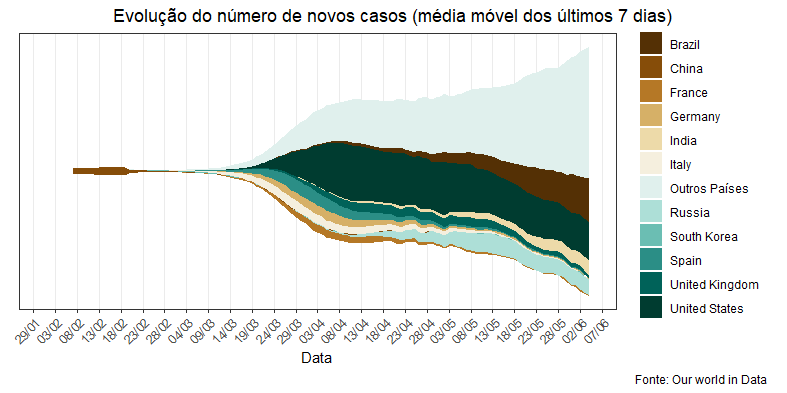 Evolução do número de novos casos (média móvel dos últimos 7 dias)
Brazil
China
France
Germany
India
Italy
Outros Países
Russia
South Korea
Spain
United Kingdom
United States
29/01
03/02
08/02
13/02
18/02
23/02
28/02
04/03
09/03
14/03
19/03
24/03
29/03
03/04
08/04
13/04
18/04
23/04
28/04
03/05
08/05
13/05
18/05
23/05
28/05
02/06
07/06
Data
Fonte: Our world in Data